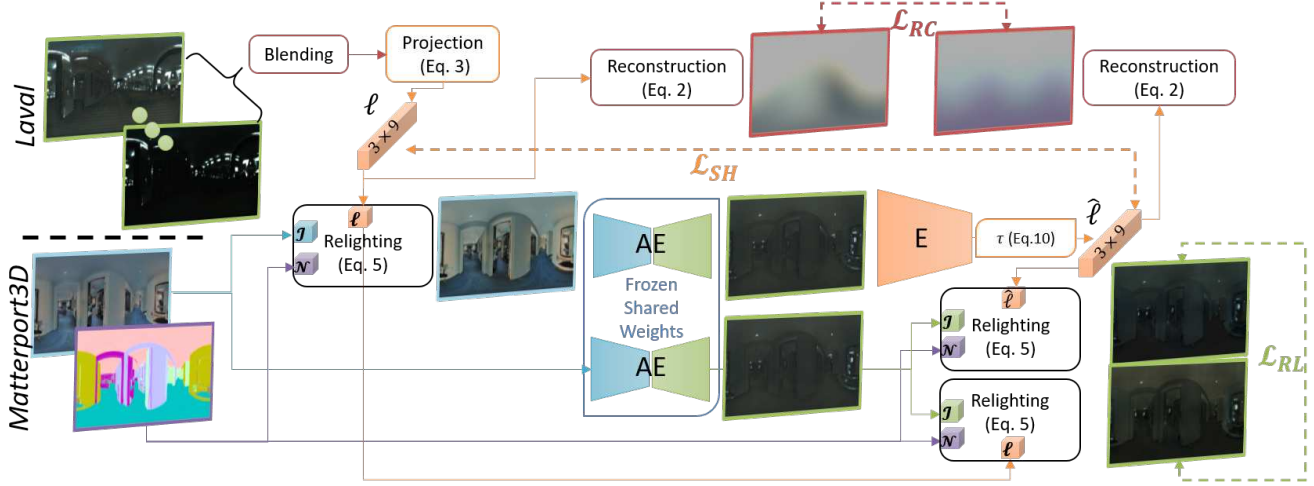 Laval
Blending
Projection
(Eq. 3)
ℓ
3 × 9
Reconstruction
(Eq. 2)
ℒ_RC
Reconstruction
(Eq. 2)
ℒ_SH
Matterport3D
ℓ
𝓘
Relighting
(Eq. 5)
𝓝
AE
Frozen
Shared
Weights
AE
E
τ (Eq.10)
ℓ̂
3 × 9
ℓ̂
𝓘
Relighting
(Eq. 5)
𝓝
𝓘
Relighting
(Eq. 5)
𝓝
ℓ
ℒ_RL